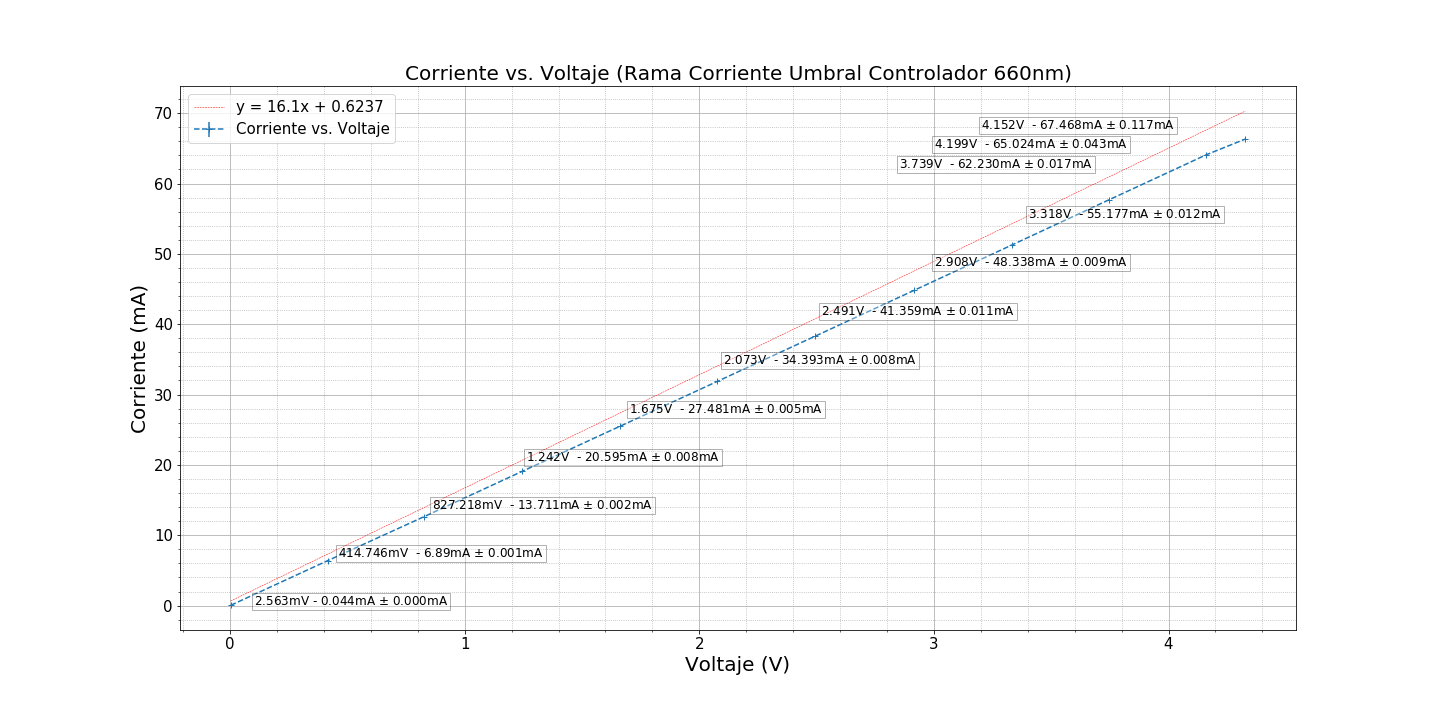 Corriente vs. Voltaje (Rama Corriente Umbral Controlador 660nm)
y = 16.1x + 0.6237
Corriente vs. Voltaje
4.152V - 67.468mA ± 0.117mA
4.199V - 65.024mA ± 0.043mA
3.739V - 62.230mA ± 0.017mA
3.318V - 55.177mA ± 0.012mA
2.908V - 48.338mA ± 0.009mA
2.491V - 41.359mA ± 0.011mA
2.073V - 34.393mA ± 0.008mA
1.675V - 27.481mA ± 0.005mA
1.242V - 20.595mA ± 0.008mA
827.218mV - 13.711mA ± 0.002mA
414.746mV - 6.89mA ± 0.001mA
2.563mV - 0.044mA ± 0.000mA
70
60
50
40
30
20
10
0
Corriente (mA)
0 1 2 3 4
Voltaje (V)